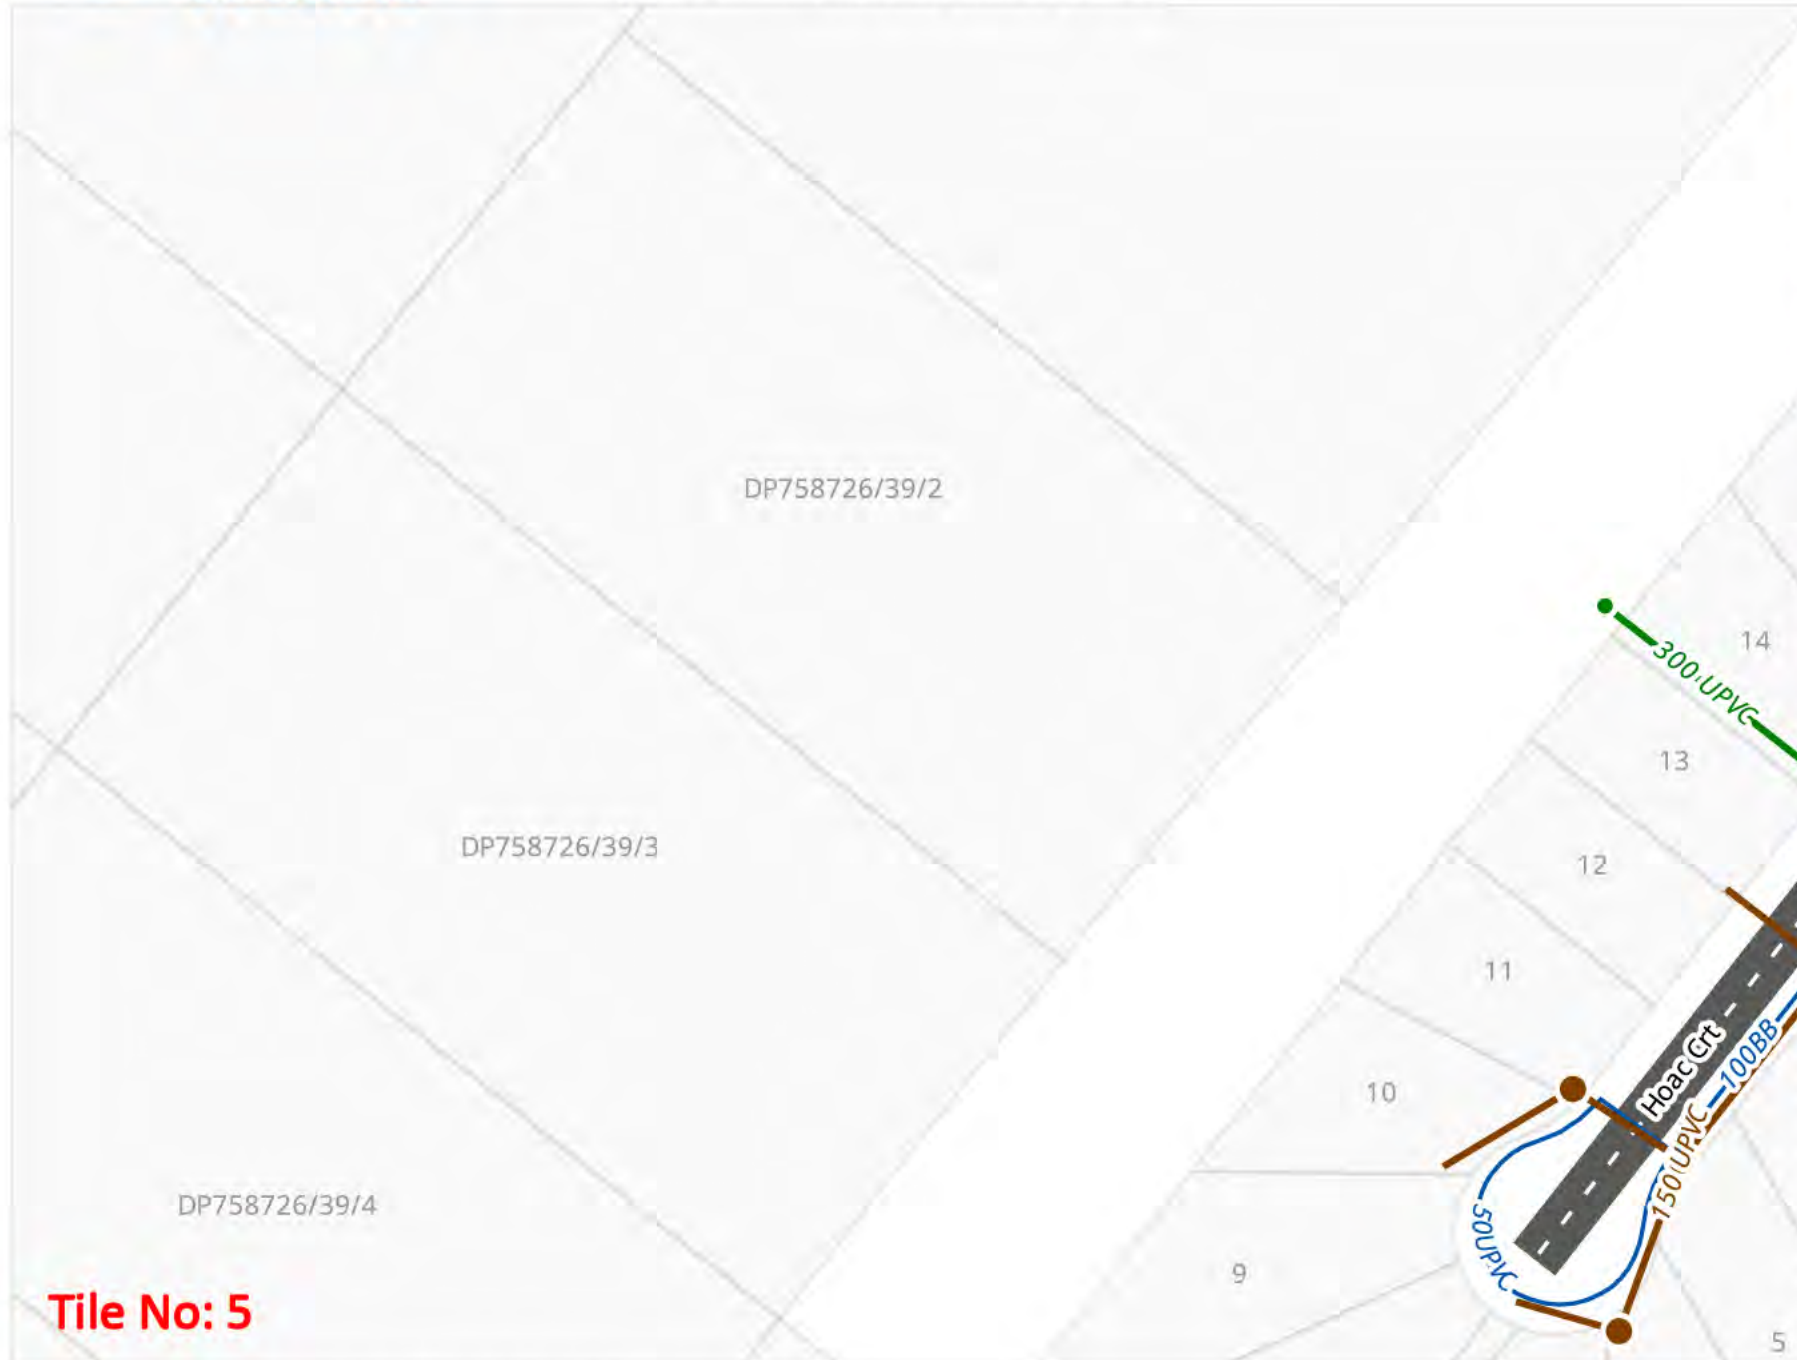 DP758726/39/2
14
300 UPVC
13
DP758726/39/3
12
11
Hoac Crt
100BB
10
150 UPVC
DP758726/39/4
50UPVC
9
Tile No: 5
5